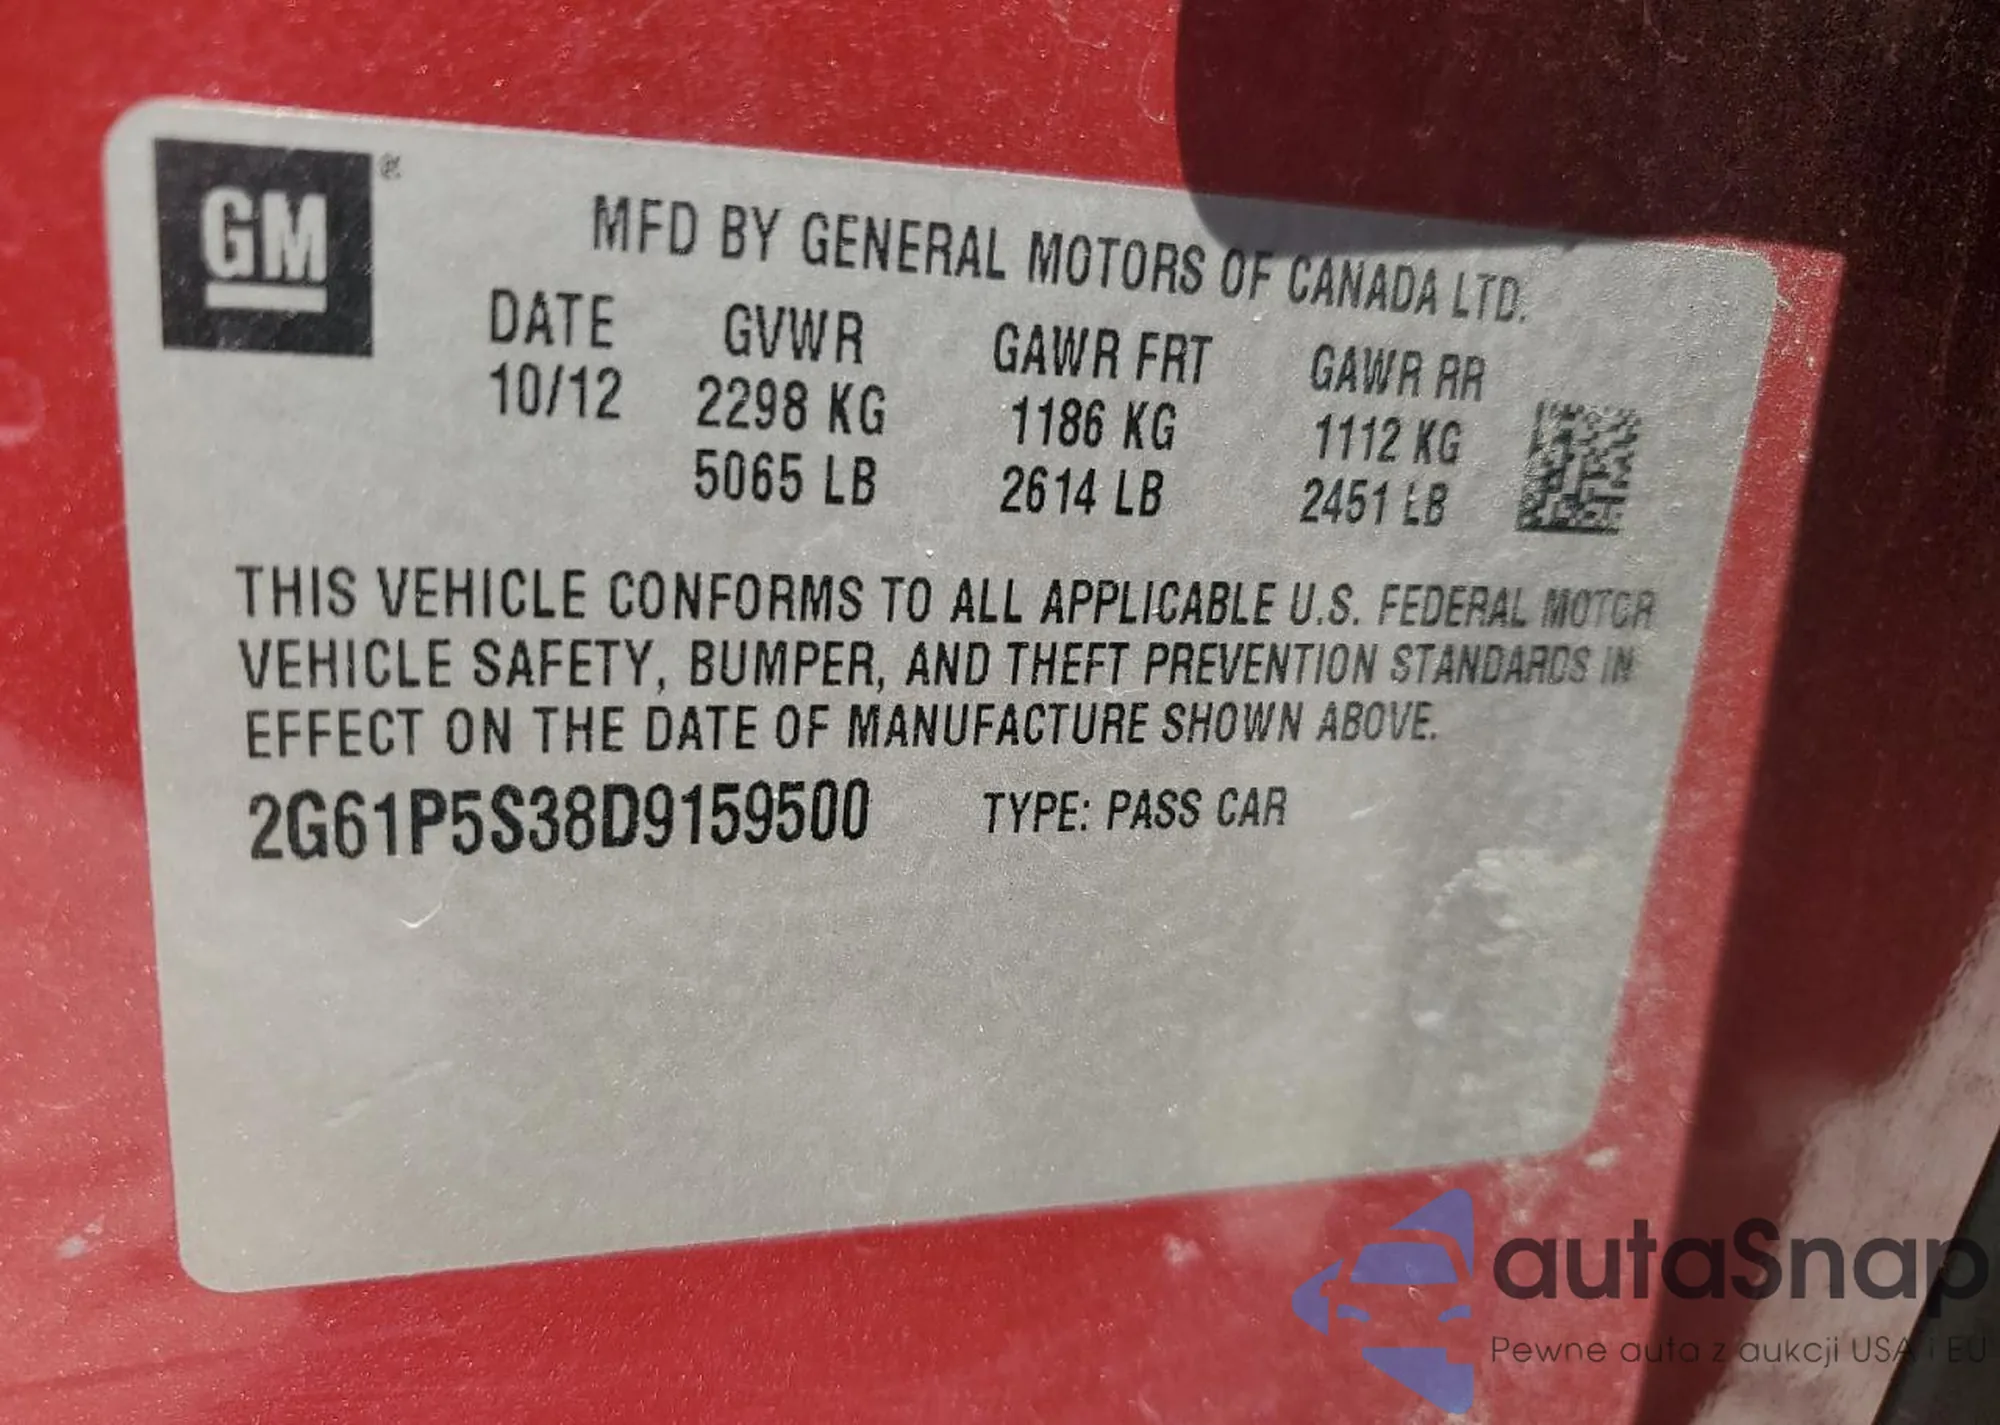 GM®
MFD BY GENERAL MOTORS OF CANADA LTD.
DATE GVWR GAWR FRT GAWR RR
10/12 2298 KG 1186 KG 1112 KG
5065 LB 2614 LB 2451 LB
THIS VEHICLE CONFORMS TO ALL APPLICABLE U.S. FEDERAL MOTOR
VEHICLE SAFETY, BUMPER, AND THEFT PREVENTION STANDARDS IN
EFFECT ON THE DATE OF MANUFACTURE SHOWN ABOVE.
2G61P5S38D9159500 TYPE: PASS CAR
autaSnap
Pewne auta z aukcji USA i EU